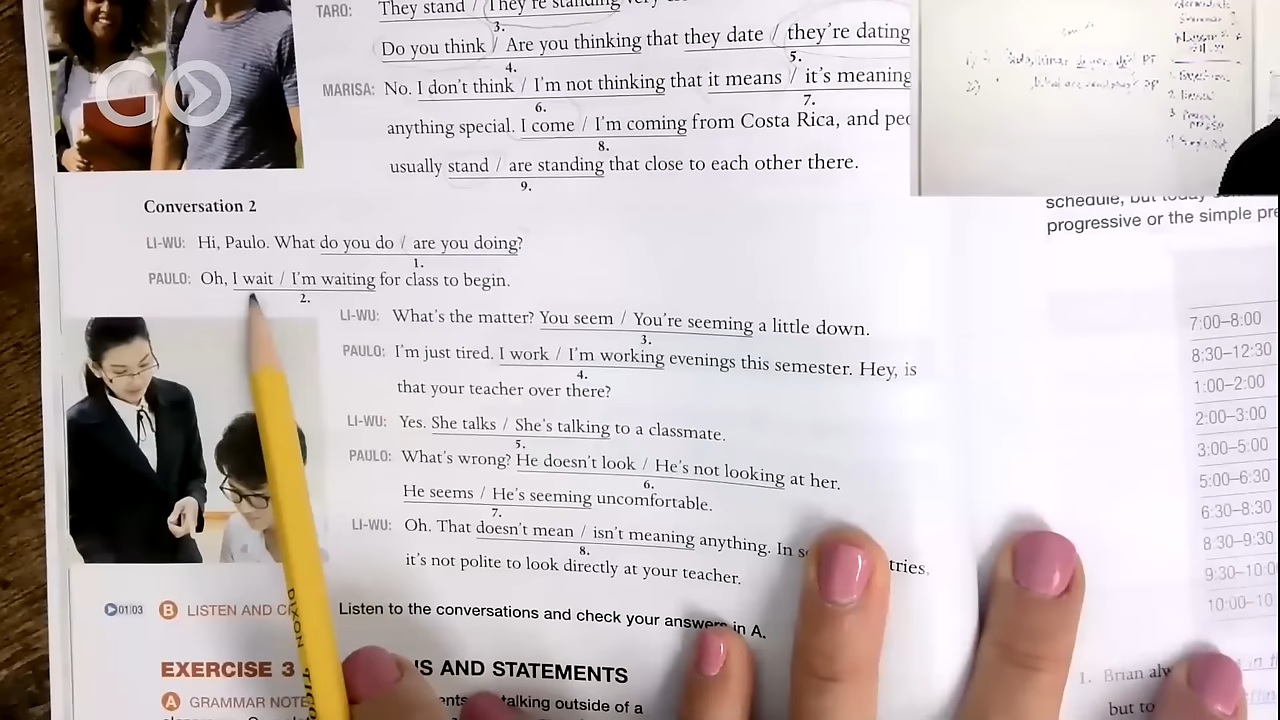 GO
TARO: They stand / They're standing very
3.
Do you think / Are you thinking that they date / they're dating
4. 5.
MARISA: No. I don't think / I'm not thinking that it means / it's meaning
6. 7.
anything special. I come / I'm coming from Costa Rica, and
8.
usually stand / are standing that close to each other there.
9.
Conversation 2
LI-WU: Hi, Paulo. What do you do / are you doing?
1.
PAULO: Oh, I wait / I'm waiting for class to begin.
2.
LI-WU: What's the matter? You seem / You're seeming a little down.
3.
PAULO: I'm just tired. I work / I'm working evenings this semester. Hey, is
4.
that your teacher over there?
LI-WU: Yes. She talks / She's talking to a classmate.
5.
PAULO: What's wrong? He doesn't look / He's not looking at her.
6.
He seems / He's seeming uncomfortable.
7.
LI-WU: Oh. That doesn't mean / isn't meaning anything. In
8.
it's not polite to look directly at your teacher.
01|03 B LISTEN AND Listen to the conversations and check your answers in A.
EXERCISE 3 AND STATEMENTS
A GRAMMAR talking outside of a
DIXON
schedule, but today
progressive or the simple
7:00–8:00
8:30–12:30
1:00–2:00
2:00–3:00
3:00–5:00
5:00–6:30
6:30–8:30
8:30–9:30
9:30–10:0
10:00–10
1. Brian
but to